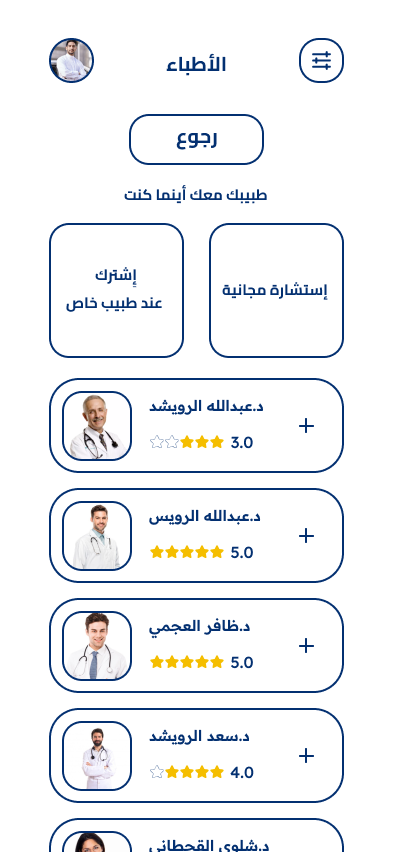 الأطباء
رجوع
طبيبك معك أينما كنت
إستشارة مجانية
إشترك
عند طبيب خاص
د.عبدالله الرويشد
3.0
د.عبدالله الرويس
5.0
د.ظافر العجمي
5.0
د.سعد الرويشد
4.0
د.شلوى القحطاني